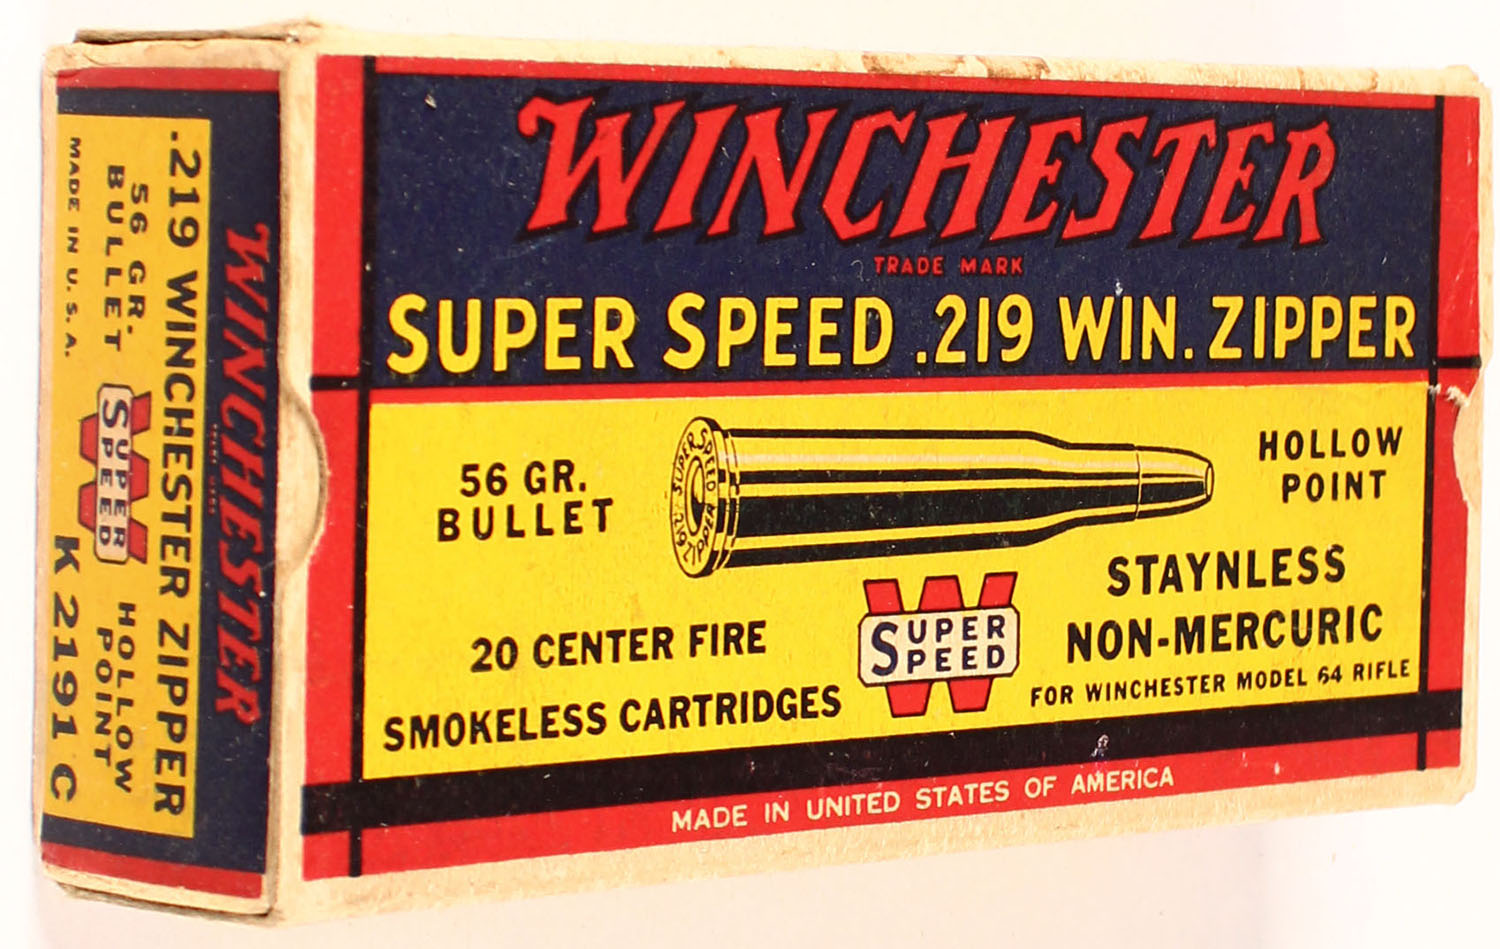 WINCHESTER
TRADE MARK
SUPER SPEED .219 WIN. ZIPPER
56 GR.
BULLET
SUPER SPEED
219 ZIPPER
HOLLOW
POINT
20 CENTER FIRE
SMOKELESS CARTRIDGES
W
SUPER
SPEED
STAYNLESS
NON-MERCURIC
FOR WINCHESTER MODEL 64 RIFLE
MADE IN UNITED STATES OF AMERICA
WINCHESTER
TRADE MARK
.219 WINCHESTER ZIPPER
56 GR.
BULLET
W
SUPER
SPEED
HOLLOW
POINT
MADE IN U.S.A.
K 2191 C